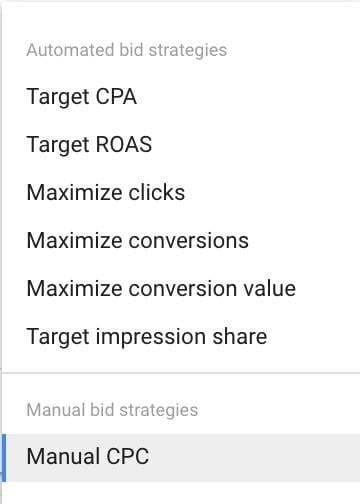 Automated bid strategies
Target CPA
Target ROAS
Maximize clicks
Maximize conversions
Maximize conversion value
Target impression share
Manual bid strategies
Manual CPC